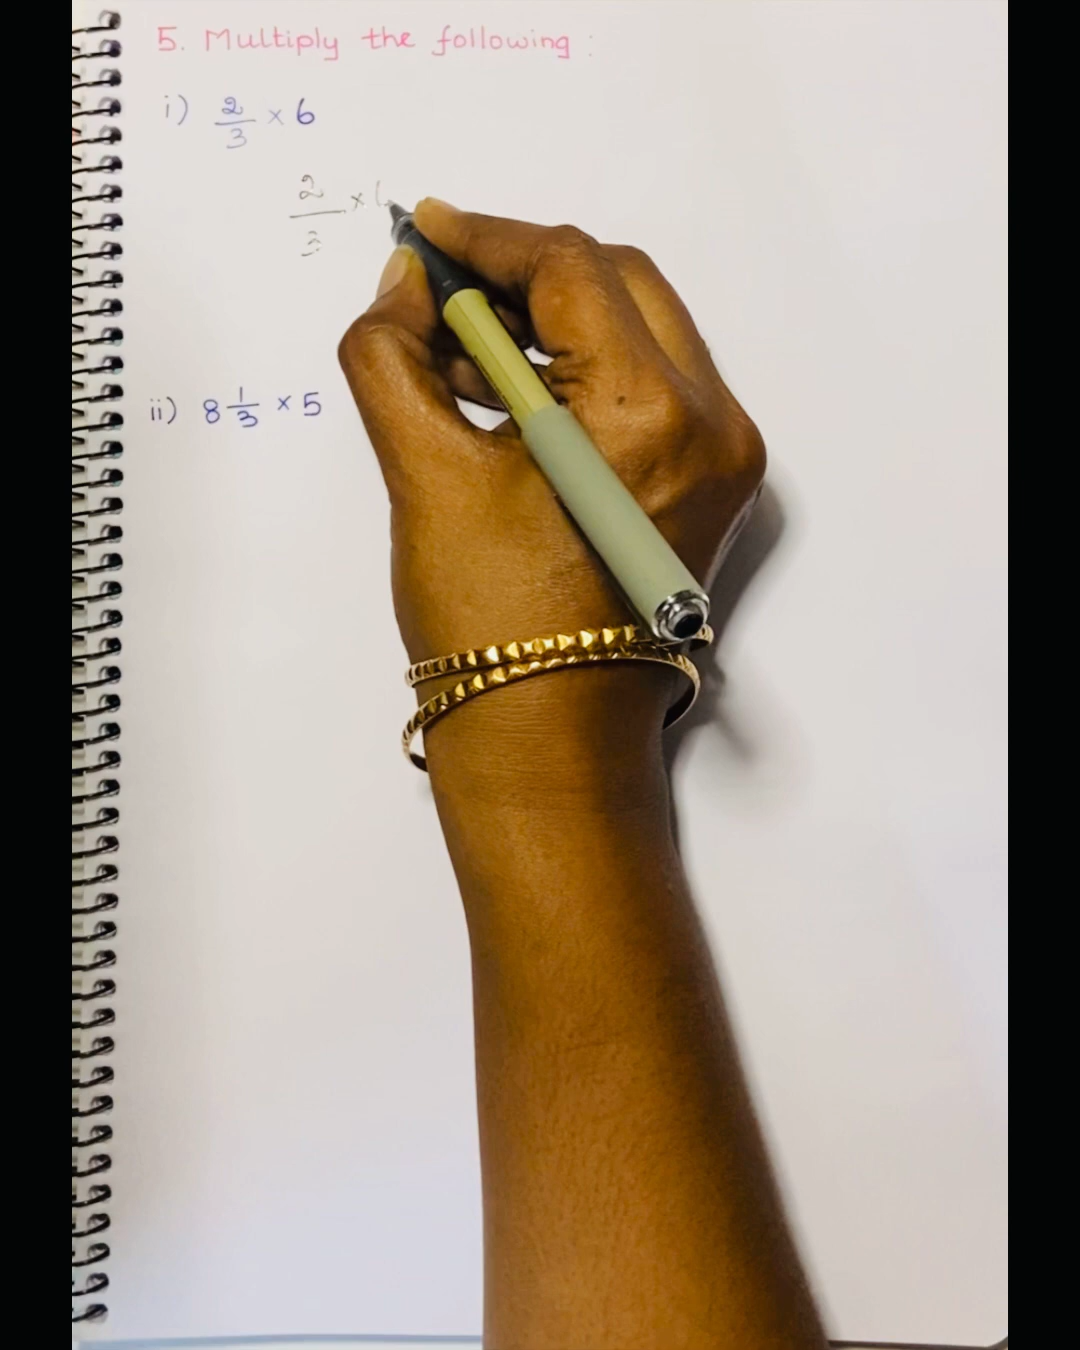 5. Multiply the following :
i) 2/3 × 6
2/3 ×
ii) 8 1/3 × 5